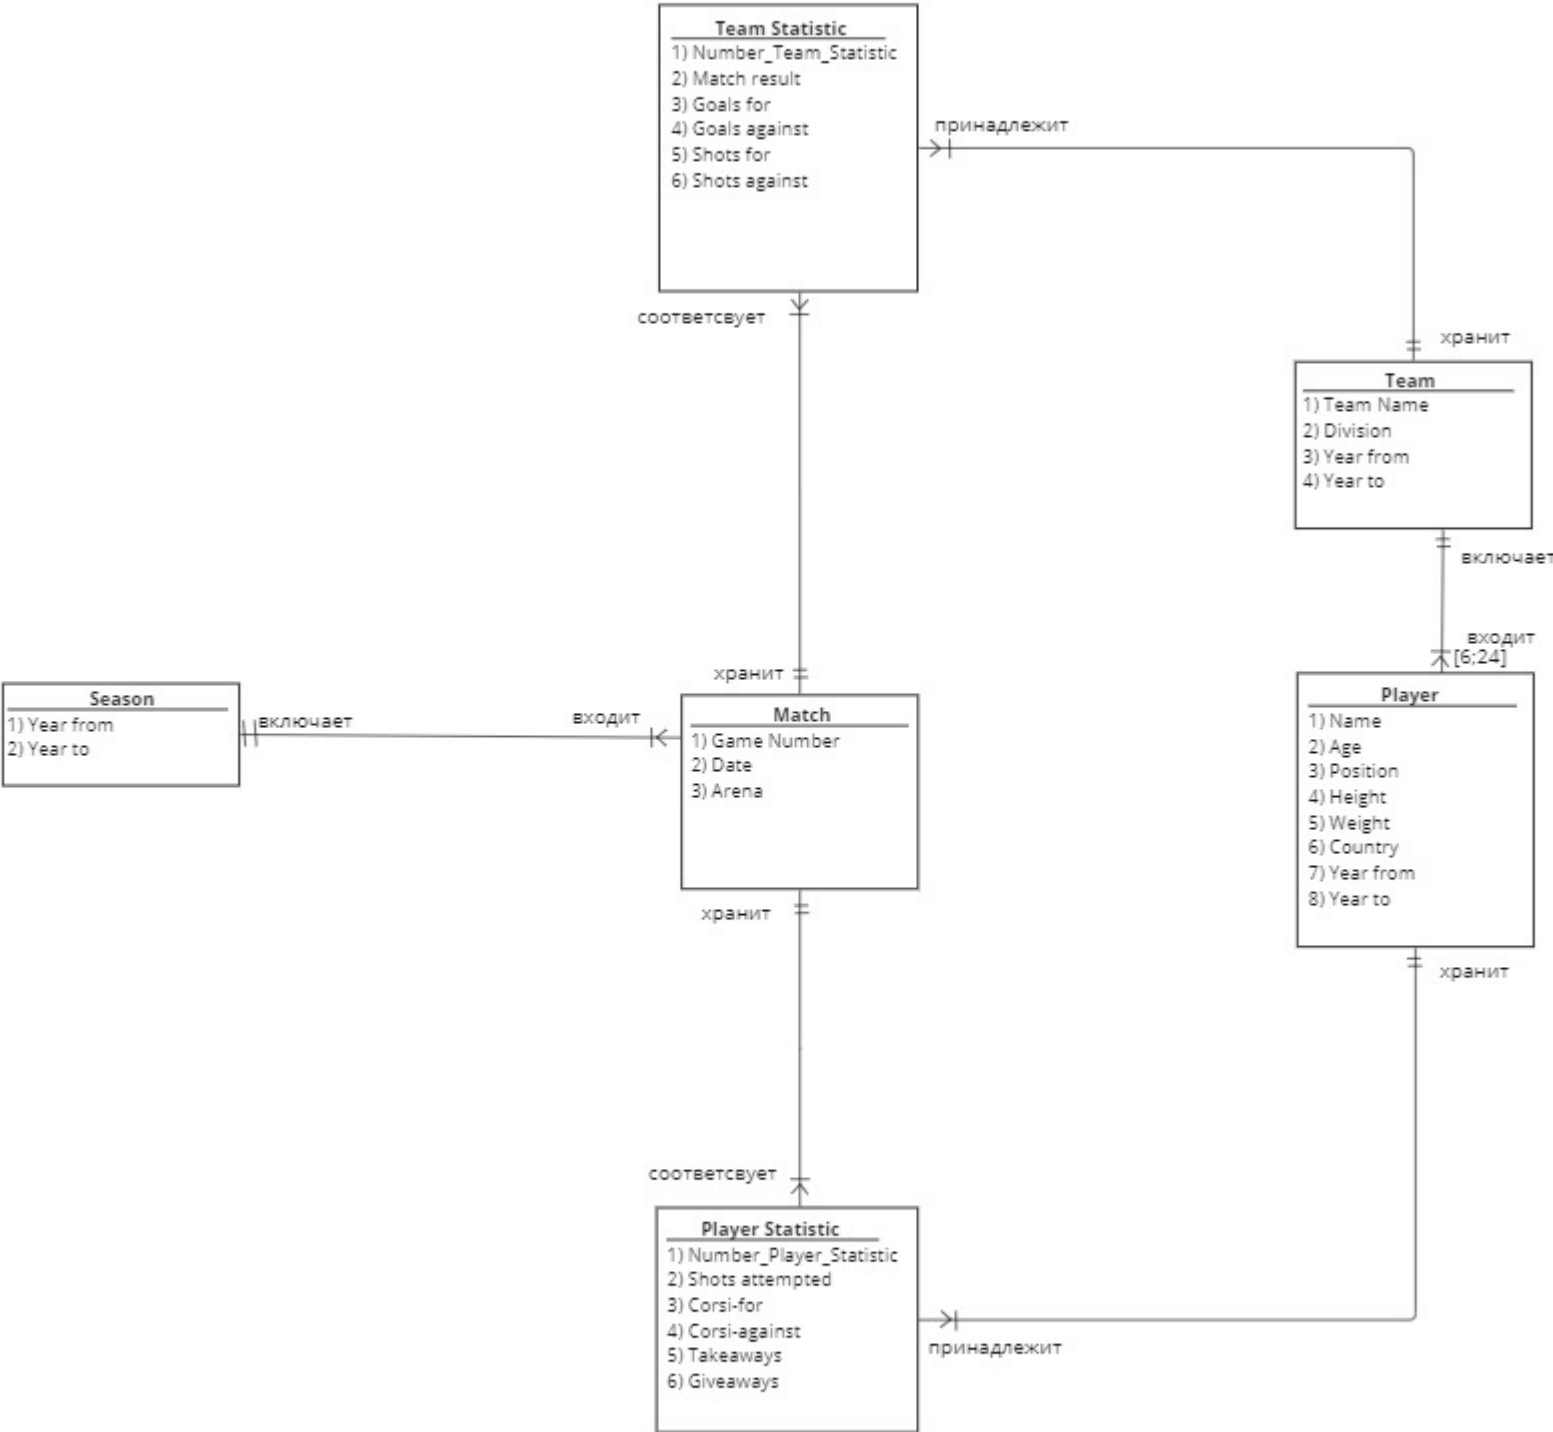 Team Statistic
1) Number_Team_Statistic
2) Match result
3) Goals for
4) Goals against
5) Shots for
6) Shots against
принадлежит
соответсвует
хранит
Team
1) Team Name
2) Division
3) Year from
4) Year to
включает
входит
[6;24]
хранит
Season
1) Year from
2) Year to
включает
входит
Match
1) Game Number
2) Date
3) Arena
Player
1) Name
2) Age
3) Position
4) Height
5) Weight
6) Country
7) Year from
8) Year to
хранит
хранит
соответсвует
Player Statistic
1) Number_Player_Statistic
2) Shots attempted
3) Corsi-for
4) Corsi-against
5) Takeaways
6) Giveaways
принадлежит